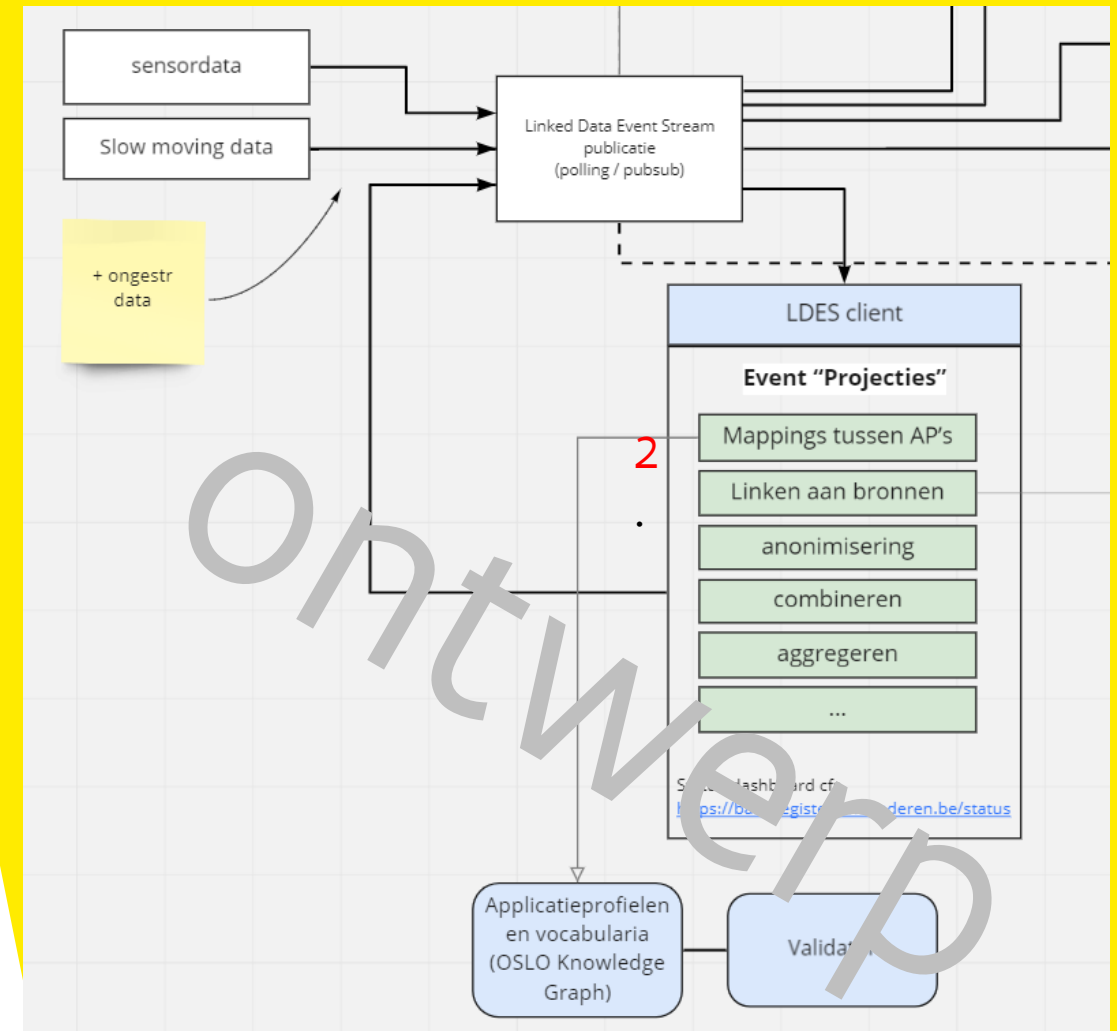 sensordata
Slow moving data
+ ongestr
data
Linked Data Event Stream
publicatie
(polling / pubsub)
LDES client
Event “Projecties”
2
.
Mappings tussen AP’s
Linken aan bronnen
anonimisering
combineren
aggregeren
...
cf
Applicatieprofielen
en vocabularia
(OSLO Knowledge
Graph)
ontwerp